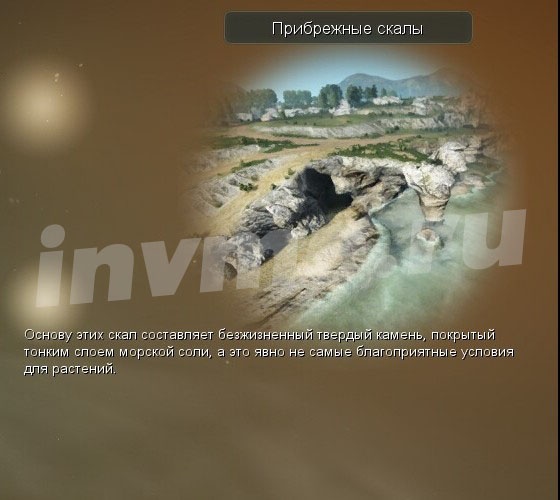 Прибрежные скалы
Основу этих скал составляет безжизненный твердый камень, покрытый
тонким слоем морской соли, а это явно не самые благоприятные условия
для растений.